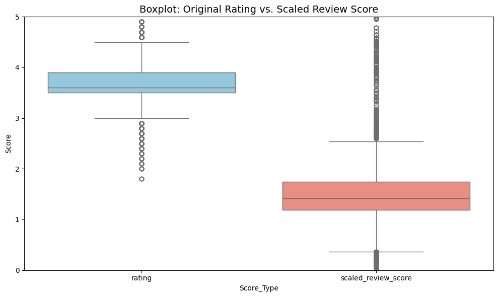 Boxplot: Original Rating vs. Scaled Review Score
5
4
3
2
1
0
Score
rating
scaled_review_score
Score_Type